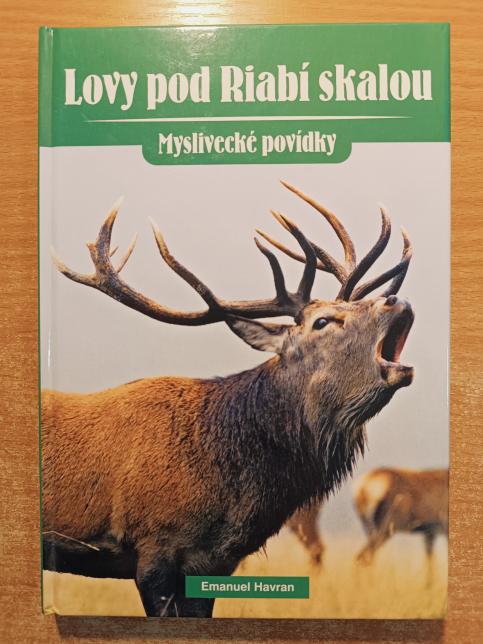 Lovy pod Riabí skalou
Myslivecké povídky
Emanuel Havran